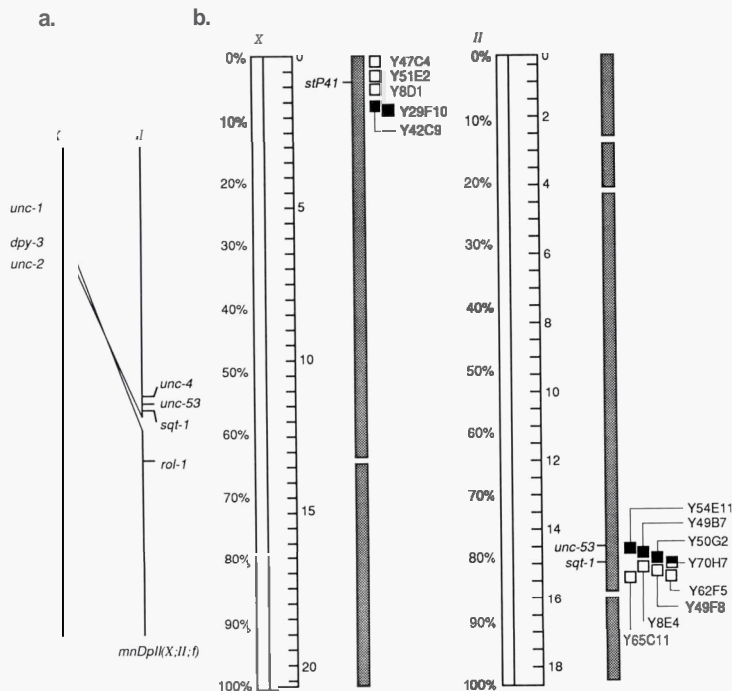 a.
b.
unc-1
dpy-3
unc-2
unc-4
unc-53
sqt-1
rol-1
mnDpII(X;II;f)
X
0%
10%
20%
30%
40%
50%
60%
70%
80%
90%
100%
0
5
10
15
20
stP41
Y47C4
Y51E2
Y8D1
Y29F10
Y42C9
II
0%
10%
20%
30%
40%
50%
60%
70%
80%
90%
100%
0
2
4
6
8
10
12
14
16
18
unc-53
sqt-1
Y54E11
Y49B7
Y50G2
Y70H7
Y62F5
Y49F8
Y8E4
Y65C11